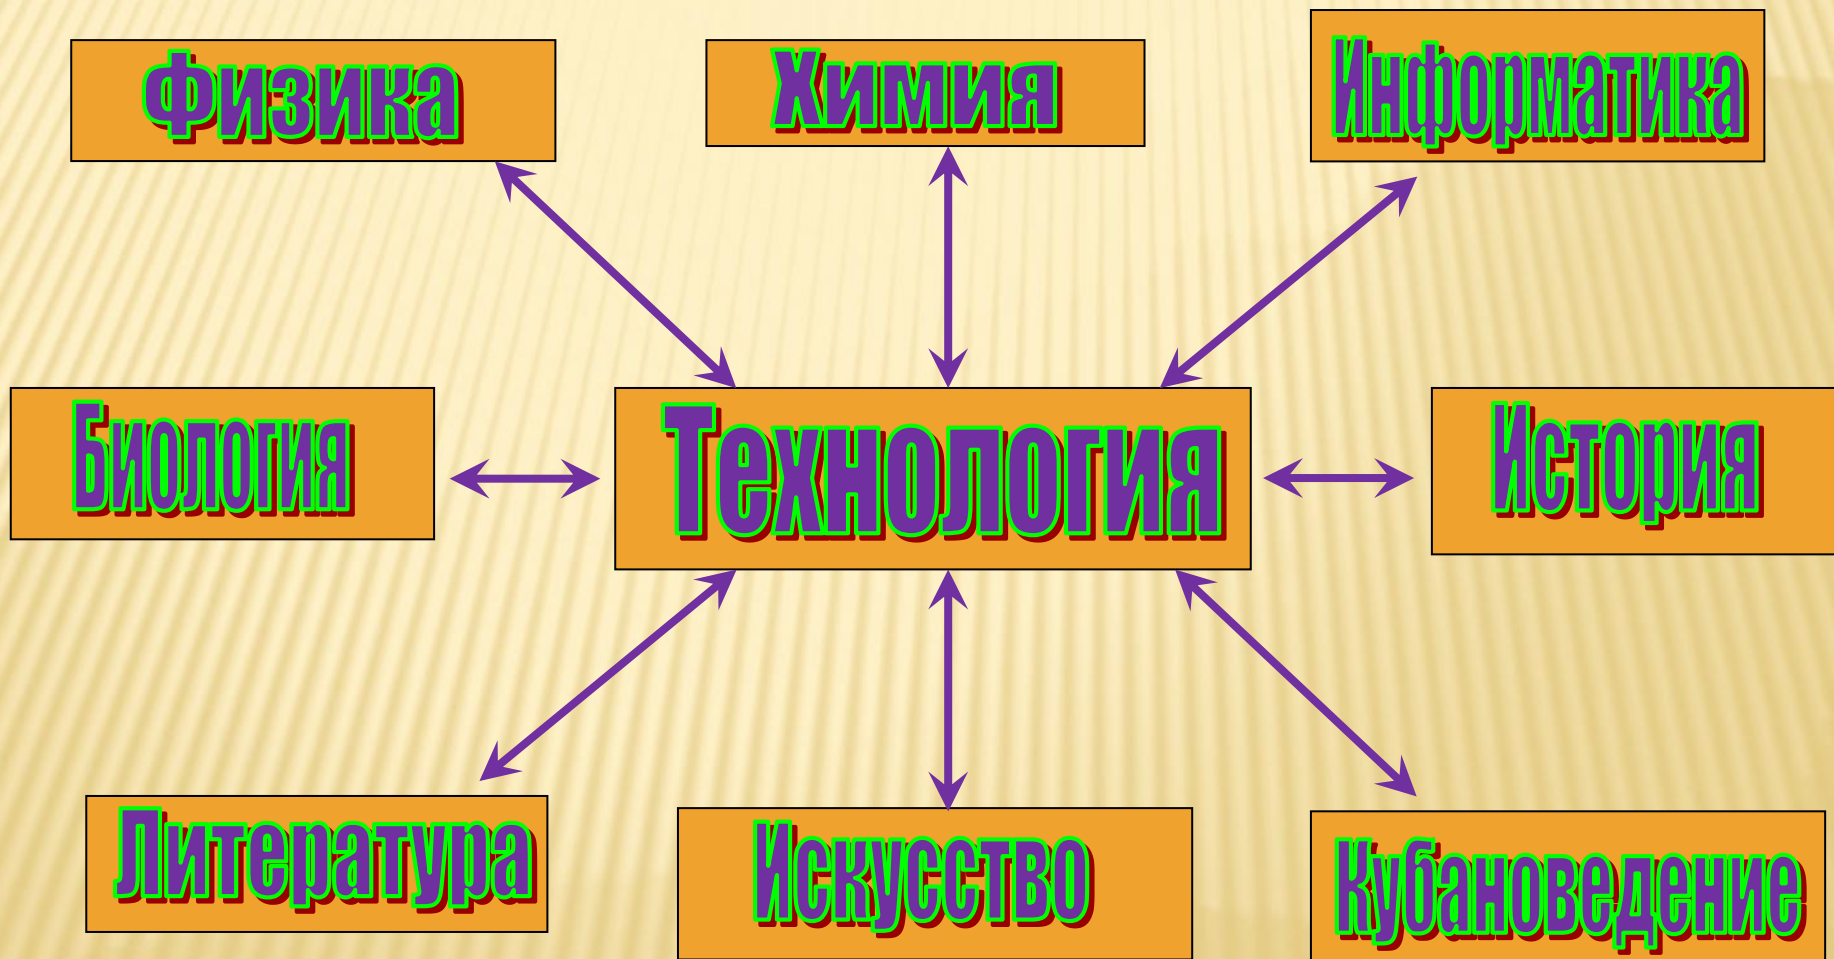 Физика
Химия
Информатика
Биология
Технология
История
Литература
Искусство
Кубановедение